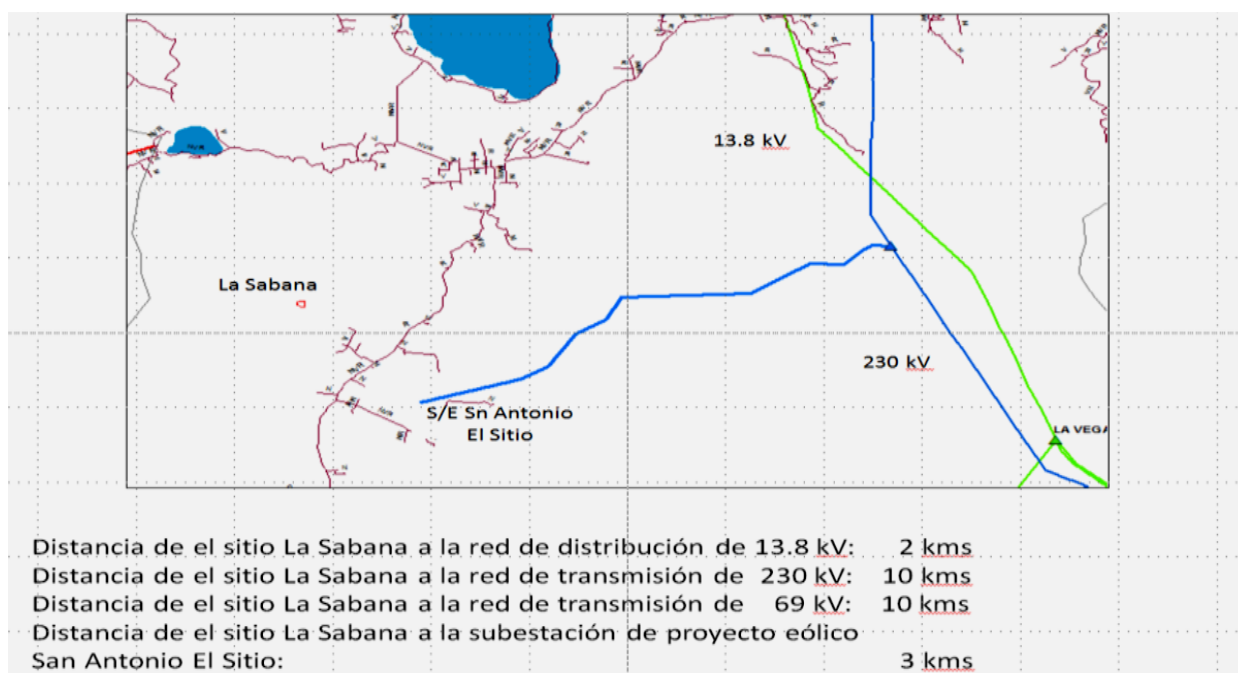 13.8 kV
La Sabana
230 kV
S/E Sn Antonio
El Sitio
LA VEGA
Distancia de el sitio La Sabana a la red de distribución de 13.8 kV: 2 kms
Distancia de el sitio La Sabana a la red de transmisión de 230 kV: 10 kms
Distancia de el sitio La Sabana a la red de transmisión de 69 kV: 10 kms
Distancia de el sitio La Sabana a la subestación de proyecto eólico
San Antonio El Sitio: 3 kms